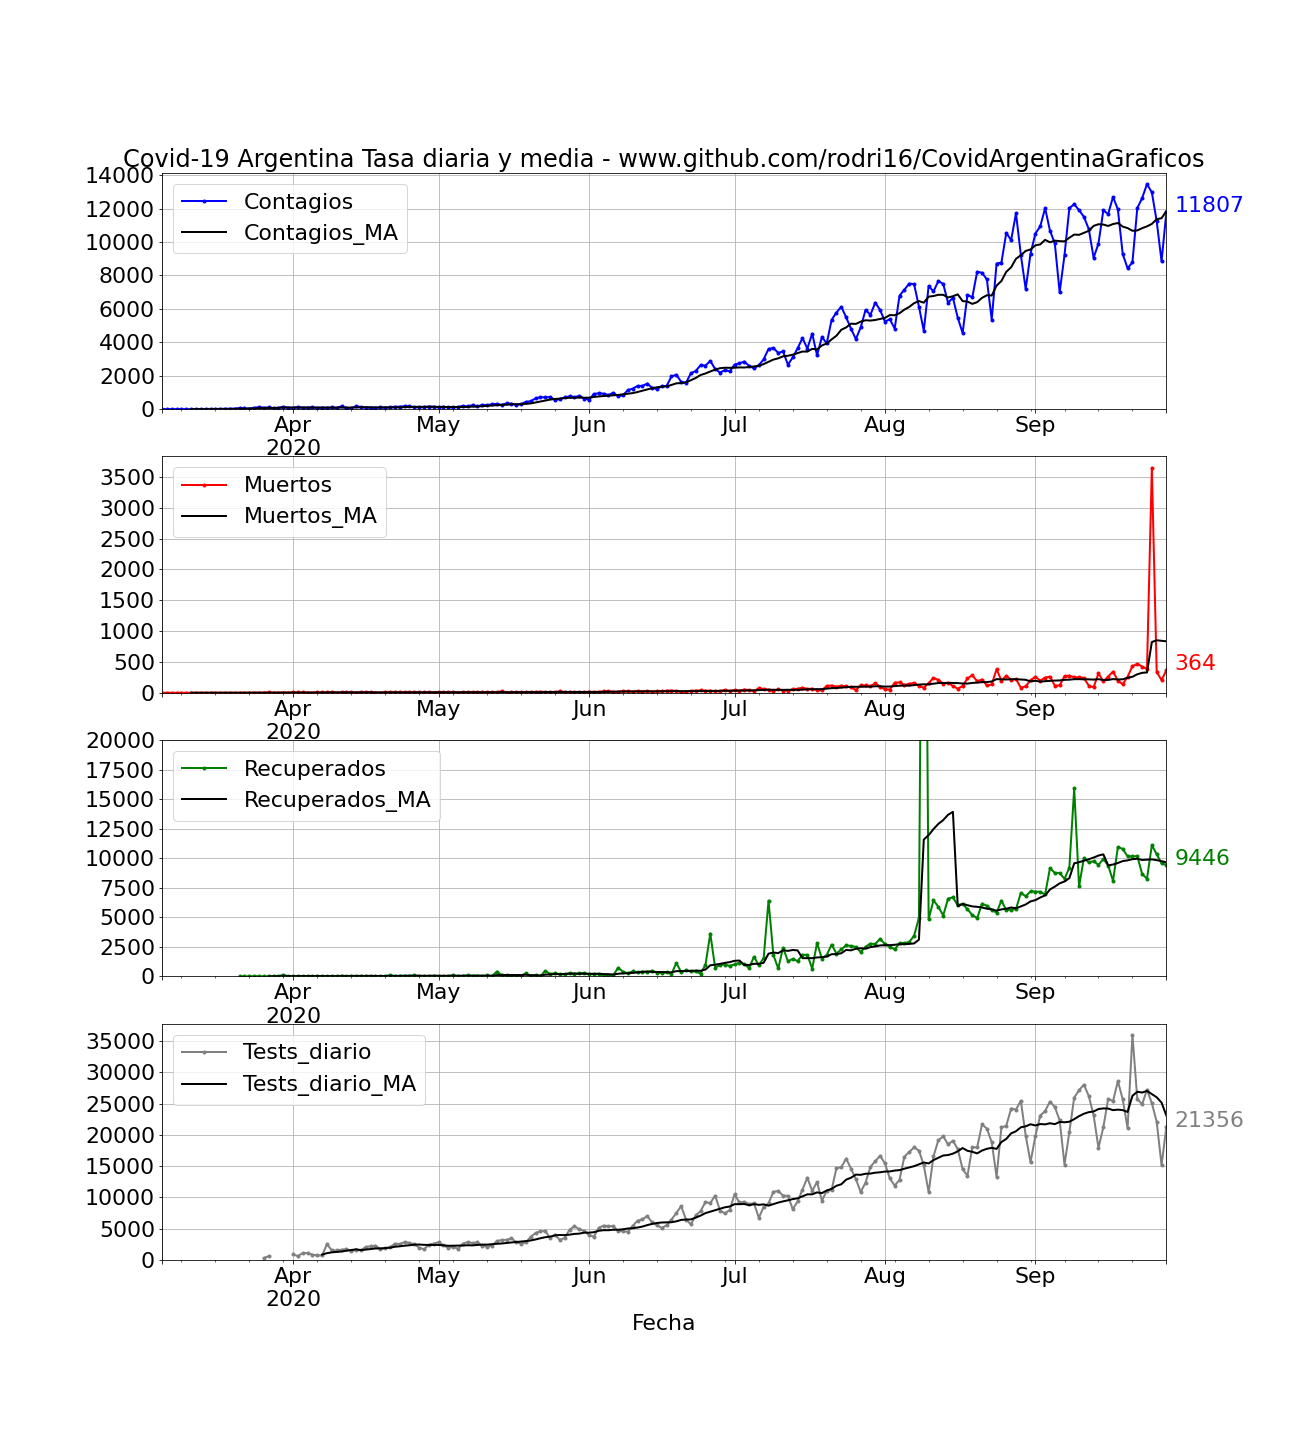 Covid-19 Argentina Tasa diaria y media - www.github.com/rodri16/CovidArgentinaGraficos
14000
12000
10000
8000
6000
4000
2000
0
Contagios
Contagios_MA
11807
Apr May Jun Jul Aug Sep
2020
3500
3000
2500
2000
1500
1000
500
0
Muertos
Muertos_MA
364
Apr May Jun Jul Aug Sep
2020
20000
17500
15000
12500
10000
7500
5000
2500
0
Recuperados
Recuperados_MA
9446
Apr May Jun Jul Aug Sep
2020
35000
30000
25000
20000
15000
10000
5000
0
Tests_diario
Tests_diario_MA
21356
Apr May Jun Jul Aug Sep
2020
Fecha